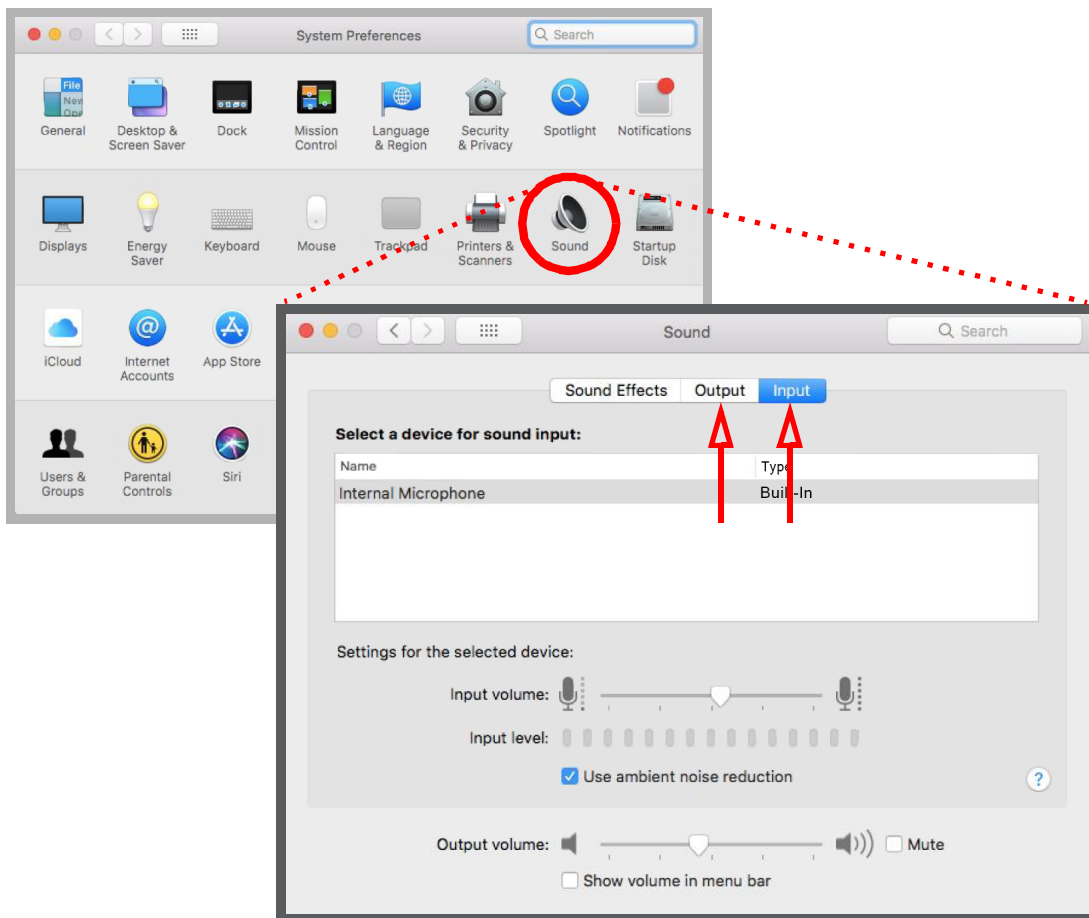 System Preferences
Search
File
New
Ope
General
Desktop &
Screen Saver
Dock
Mission
Control
Language
& Region
Security
& Privacy
Spotlight
Notifications
Displays
Energy
Saver
Keyboard
Mouse
Trackpad
Printers &
Scanners
Sound
Startup
Disk
iCloud
Internet
Accounts
App Store
Users &
Groups
Parental
Controls
Siri
Sound
Search
Sound Effects
Output
Input
Select a device for sound input:
Name
Type
Internal Microphone
Built-In
Settings for the selected device:
Input volume:
Input level:
Use ambient noise reduction
?
Output volume:
Mute
Show volume in menu bar